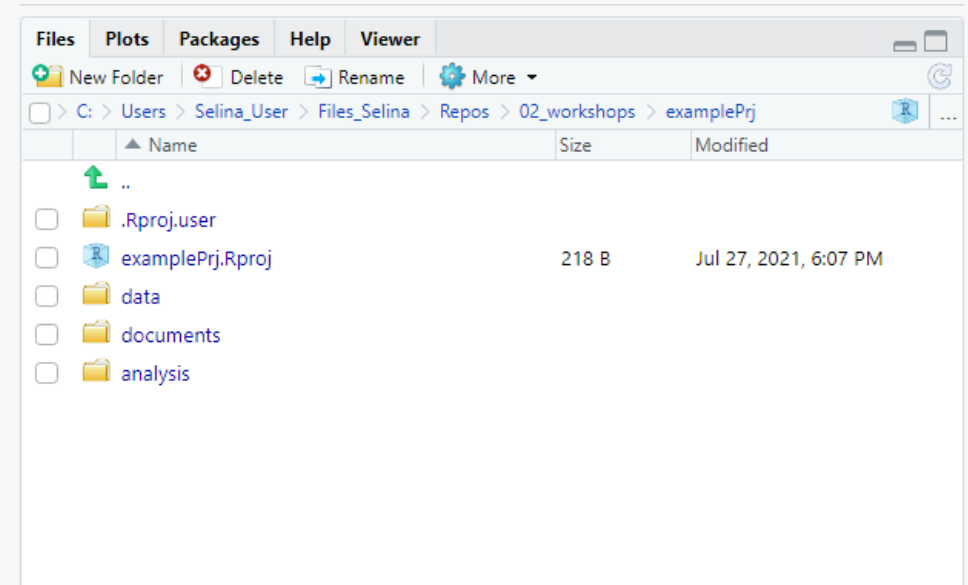 Files Plots Packages Help Viewer
New Folder Delete Rename More
C: > Users > Selina_User > Files_Selina > Repos > 02_workshops > examplePrj R ...
Name Size Modified
..
.Rproj.user
R examplePrj.Rproj 218 B Jul 27, 2021, 6:07 PM
data
documents
analysis